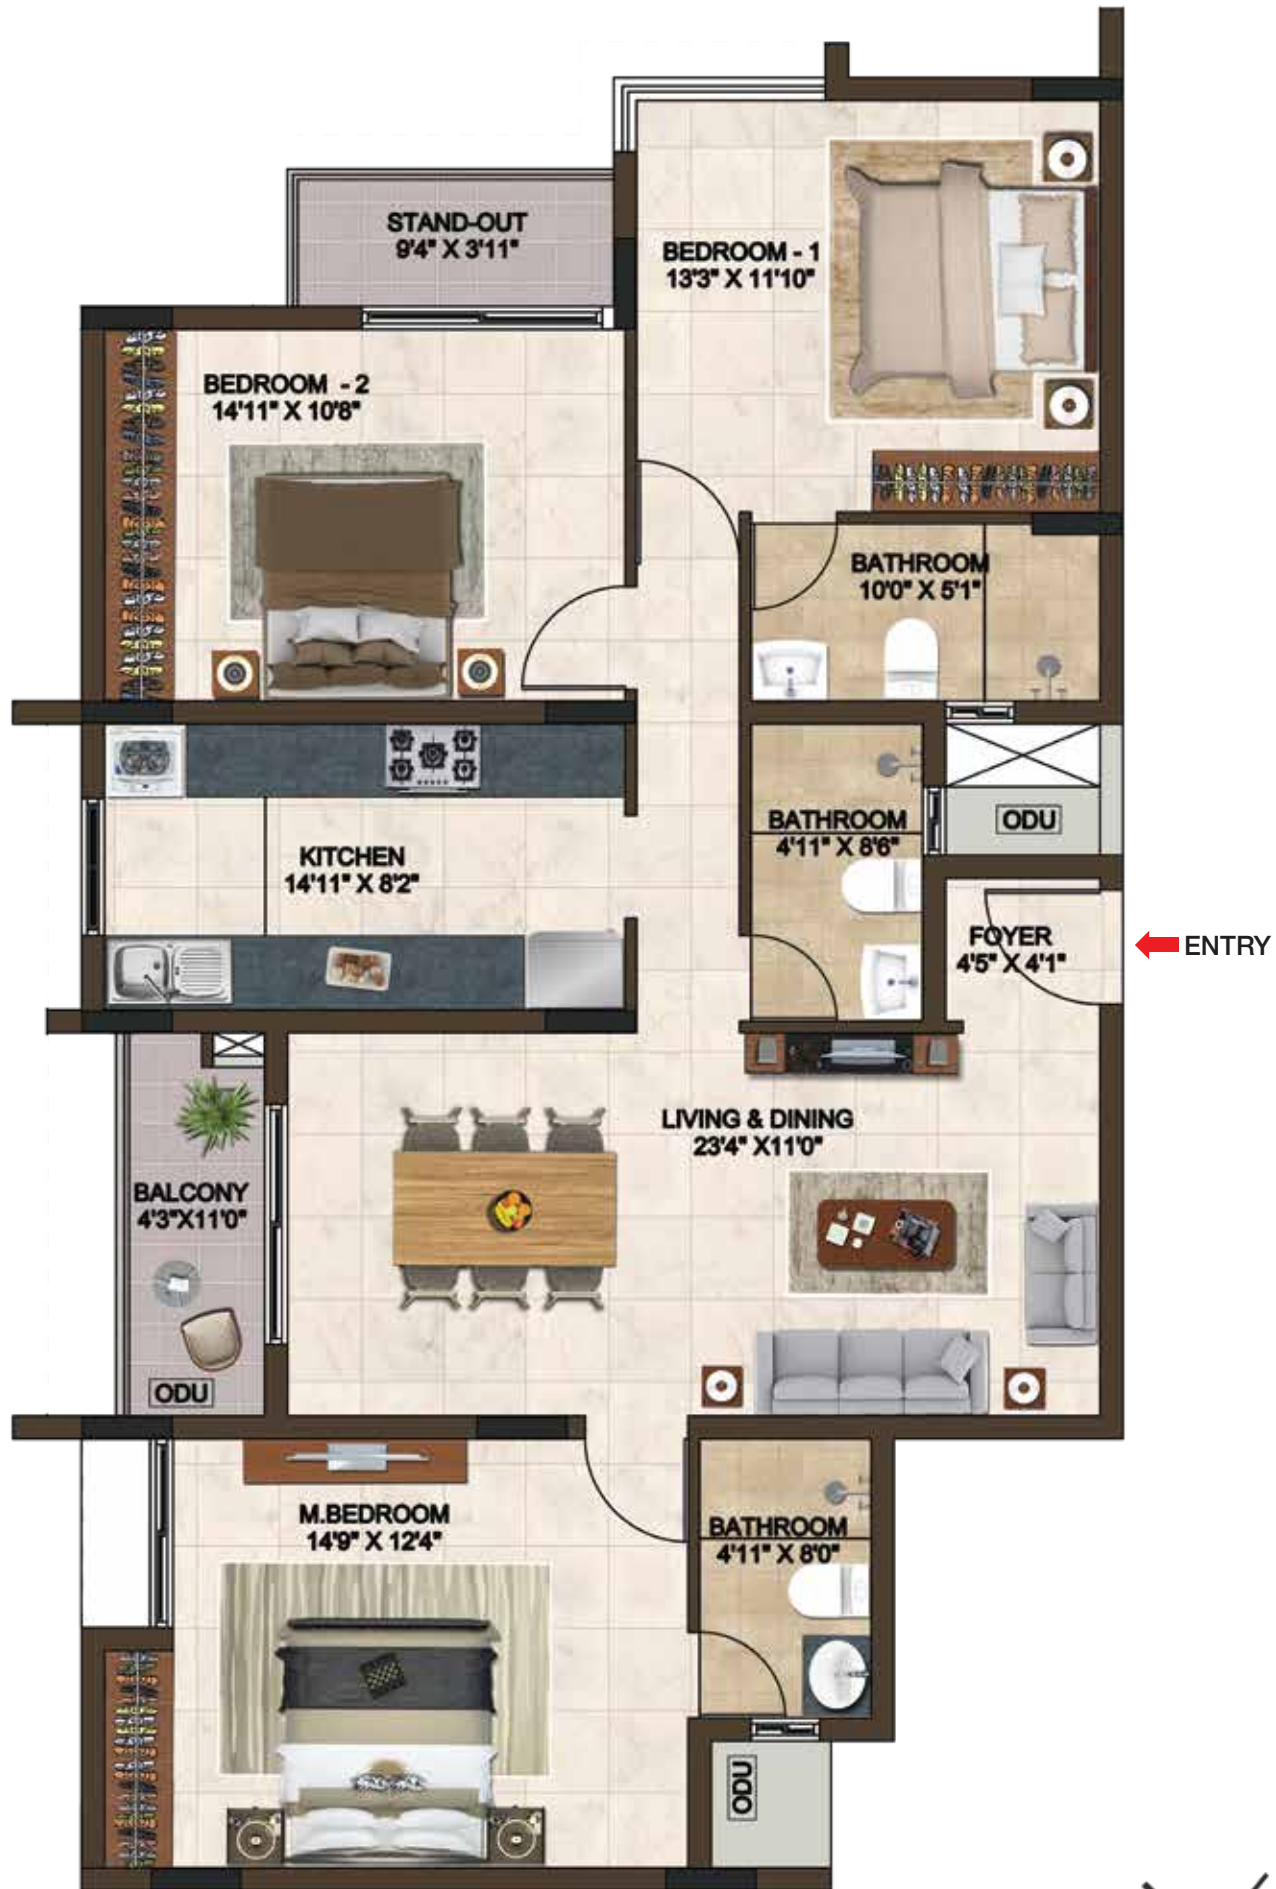 STAND-OUT
9'4" X 3'11"
BEDROOM - 1
13'3" X 11'10"
BEDROOM - 2
14'11" X 10'8"
BATHROOM
10'0" X 5'1"
BATHROOM
4'11" X 8'6"
ODU
KITCHEN
14'11" X 8'2"
FOYER
4'5" X 4'1"
ENTRY
LIVING & DINING
23'4" X11'0"
BALCONY
4'3"X11'0"
ODU
M.BEDROOM
14'9" X 12'4"
BATHROOM
4'11" X 8'0"
ODU